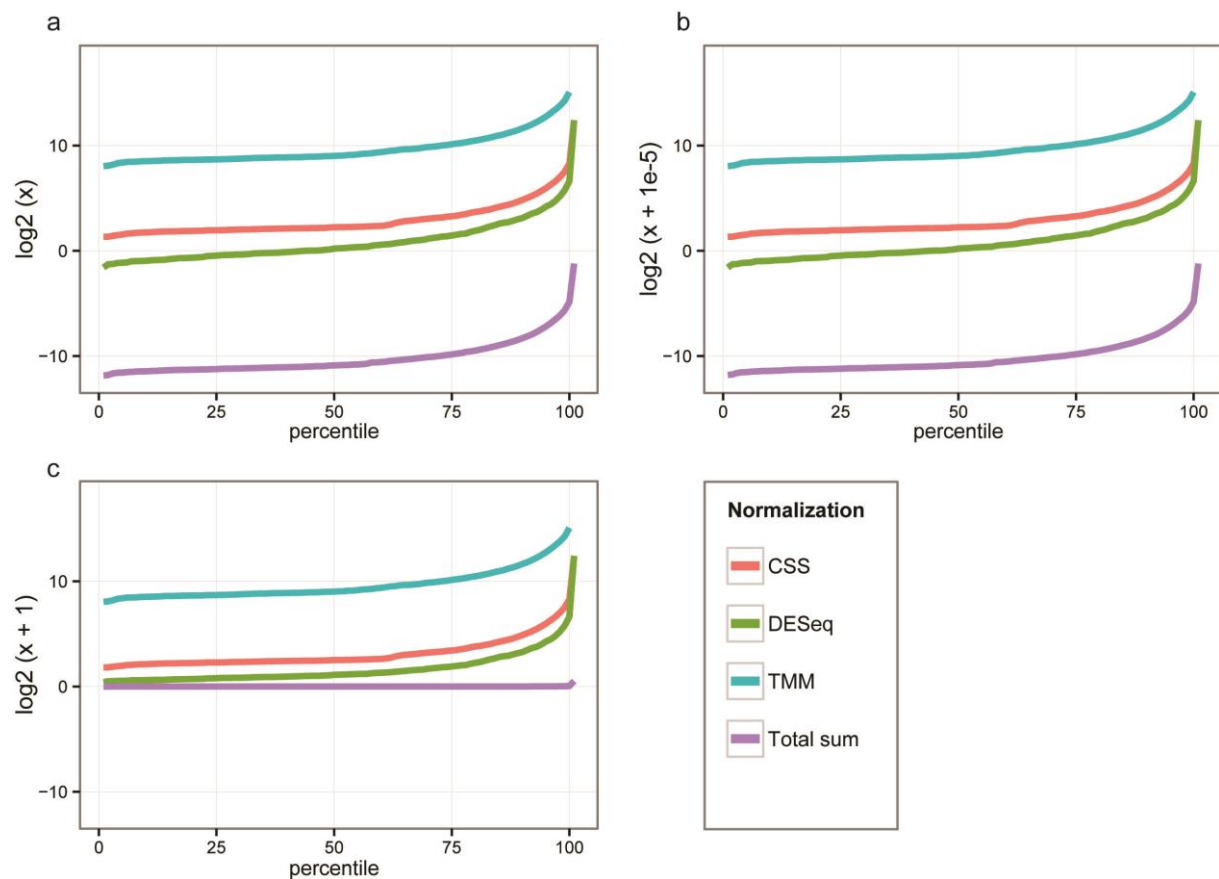 a
10
0
−10
log2 (x)
0 25 50 75 100
percentile
b
10
0
−10
log2 (x + 1e-5)
0 25 50 75 100
percentile
c
10
0
−10
log2 (x + 1)
0 25 50 75 100
percentile
Normalization
CSS
DESeq
TMM
Total sum